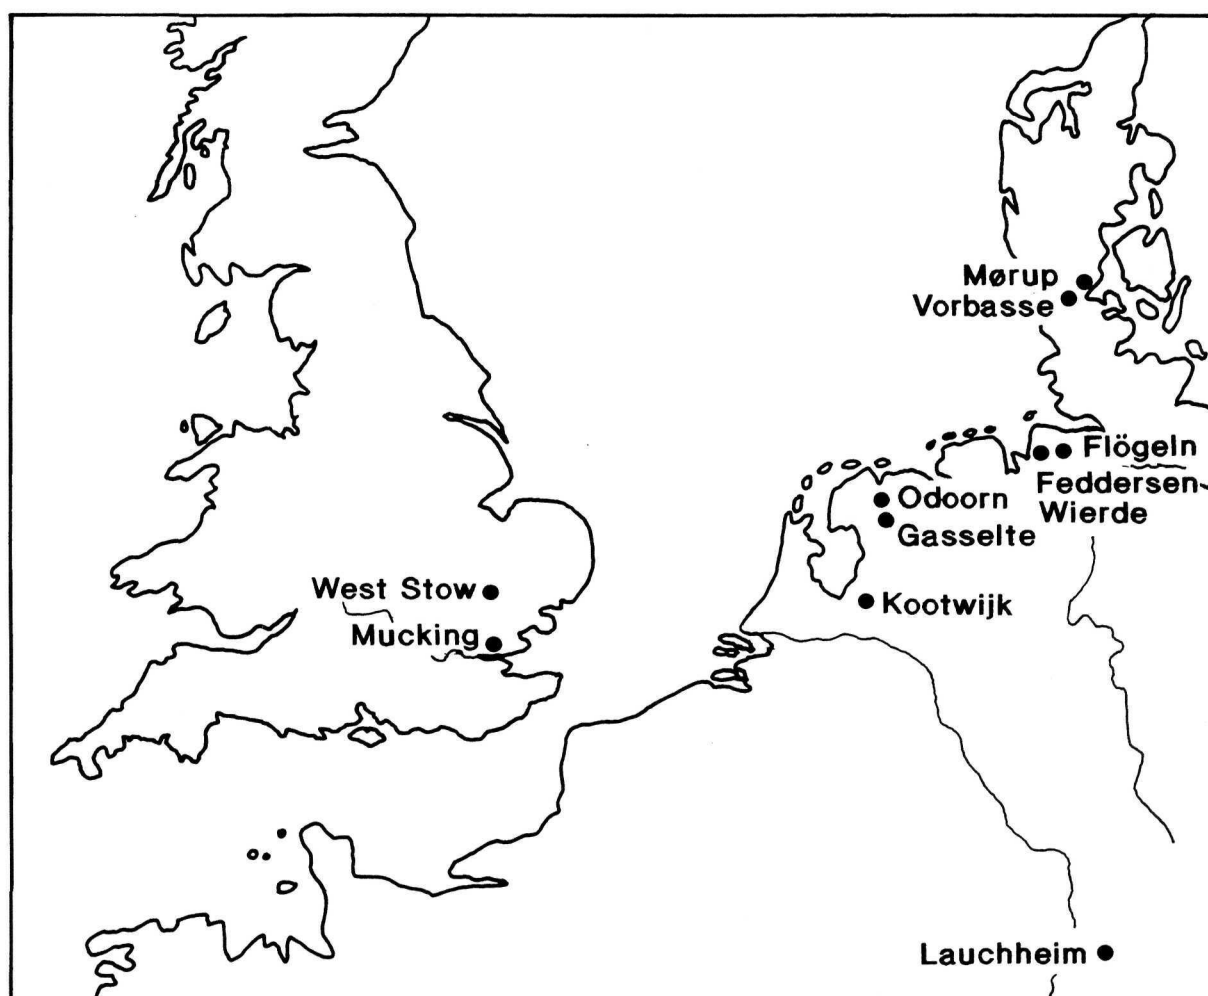 Mørup
Vorbasse
Flögeln
Feddersen-
Wierde
Odoorn
Gasselte
West Stow
Kootwijk
Mucking
Lauchheim